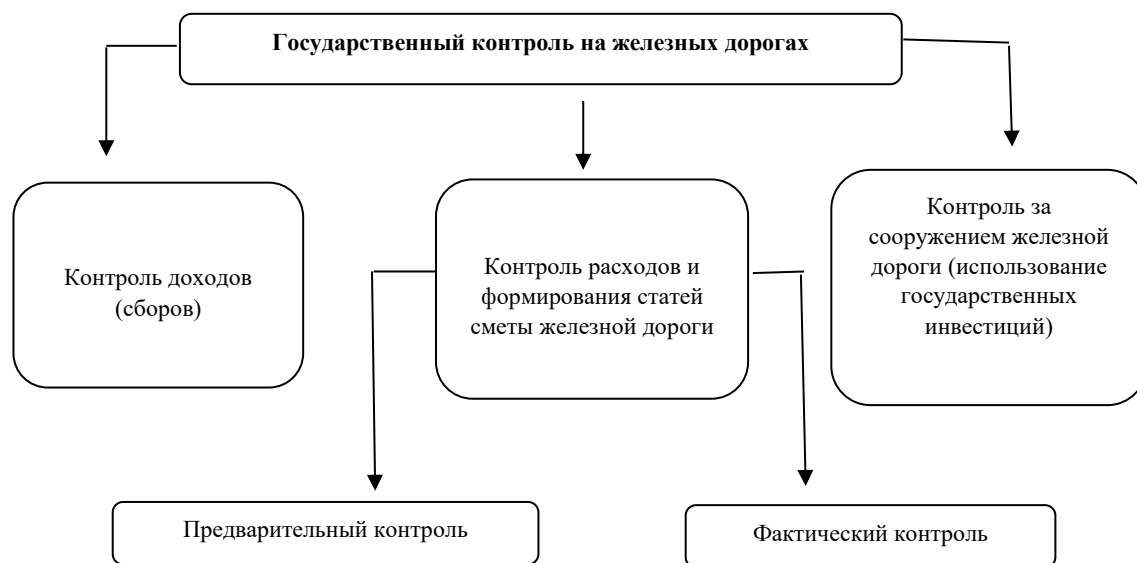 Государственный контроль на железных дорогах
Контроль доходов
(сборов)
Контроль расходов и
формирования статей
сметы железной дороги
Контроль за
сооружением железной
дороги (использование
государственных
инвестиций)
Предварительный контроль
Фактический контроль